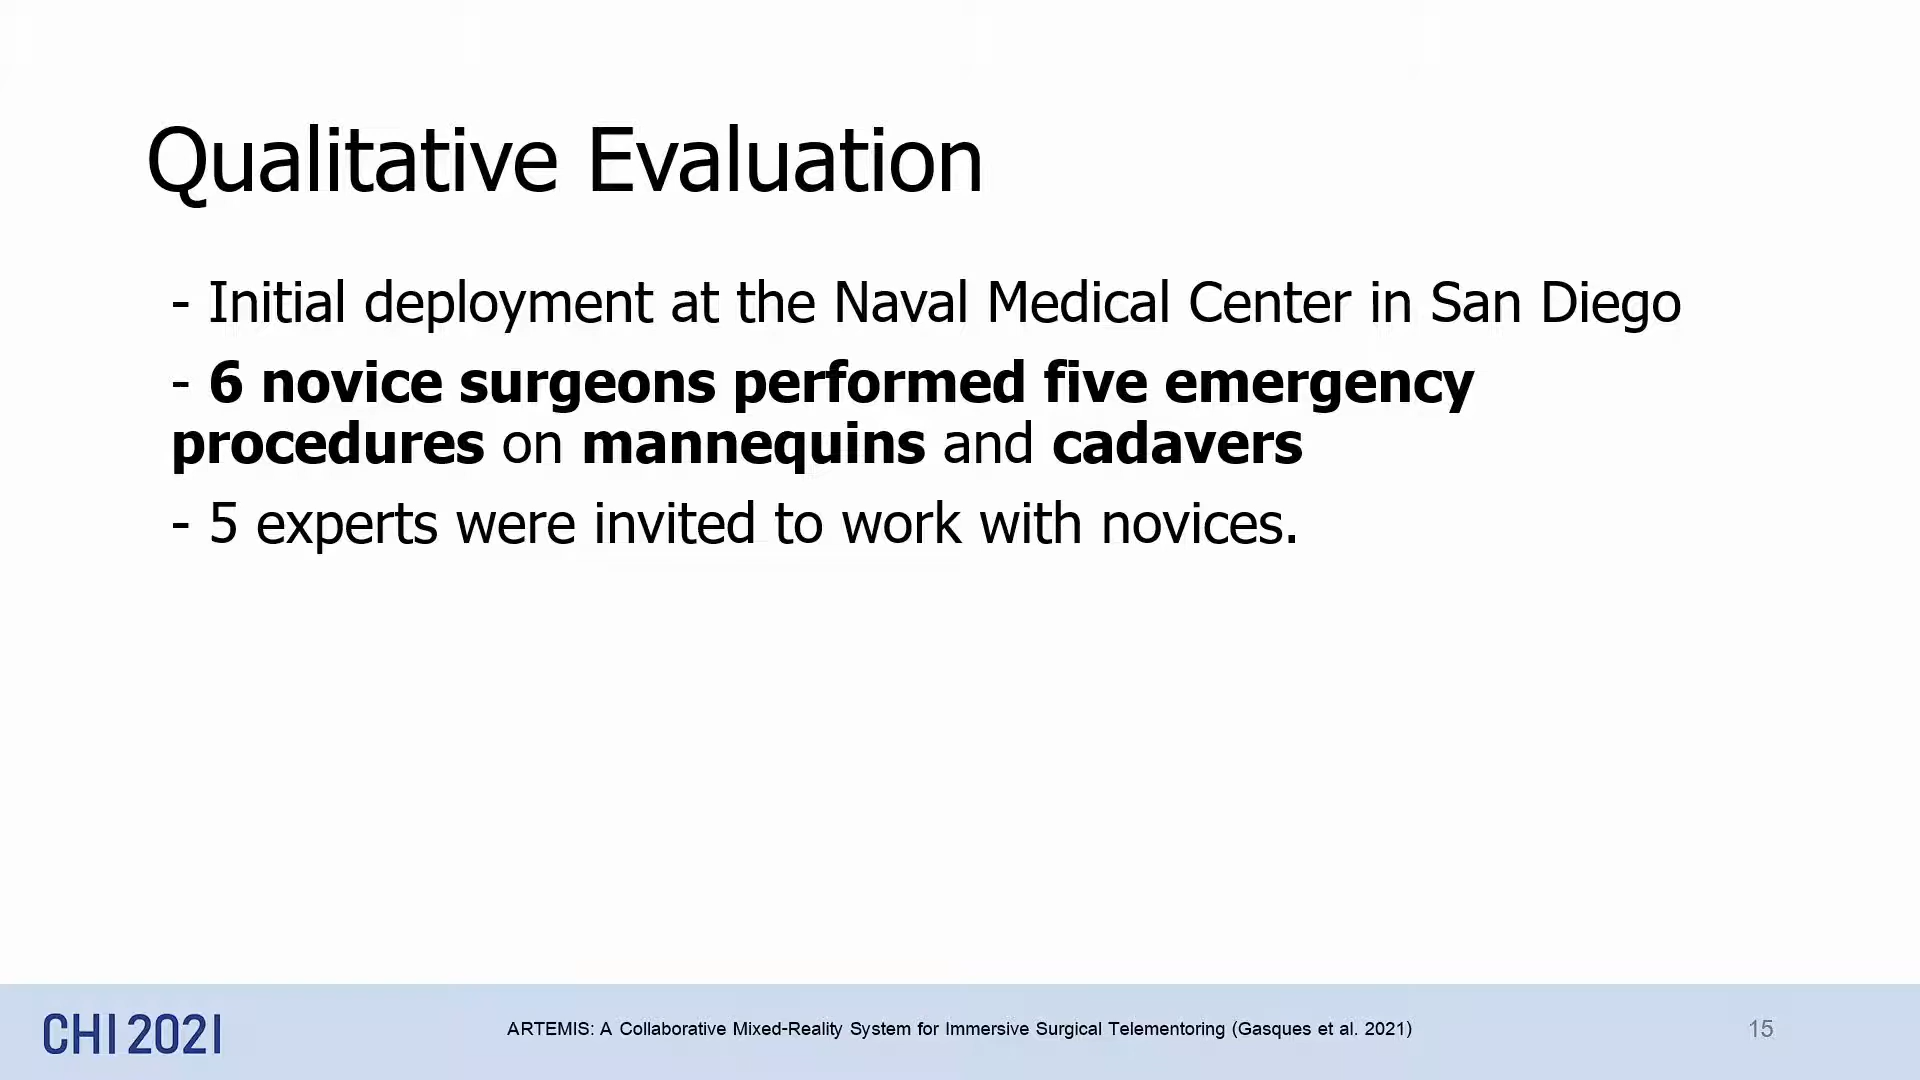 Qualitative Evaluation
- Initial deployment at the Naval Medical Center in San Diego
- 6 novice surgeons performed five emergency
procedures on mannequins and cadavers
- 5 experts were invited to work with novices.
CHI 2021
ARTEMIS: A Collaborative Mixed-Reality System for Immersive Surgical Telementoring (Gasques et al. 2021)
15